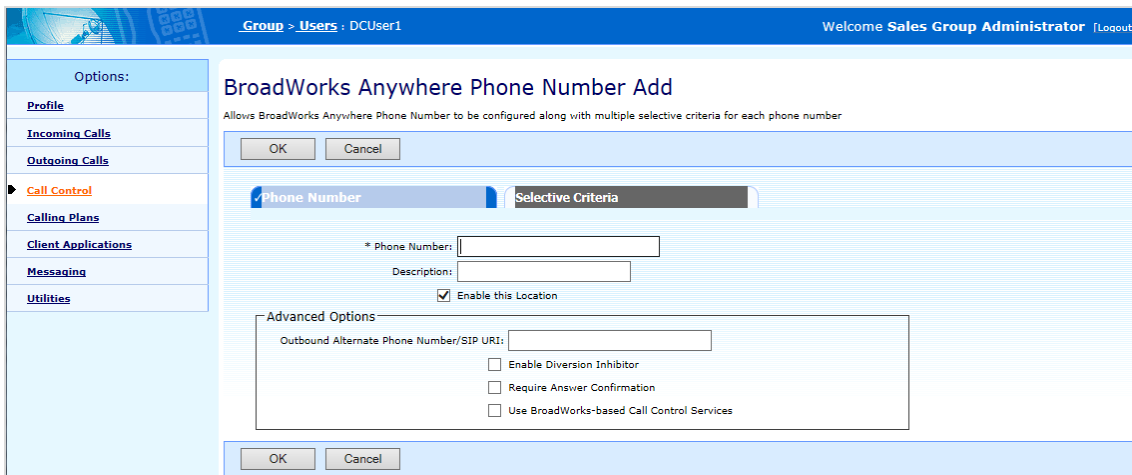 Group > Users : DCUser1
Welcome Sales Group Administrator [Logout
Options:
Profile
Incoming Calls
Outgoing Calls
Call Control
Calling Plans
Client Applications
Messaging
Utilities
BroadWorks Anywhere Phone Number Add
Allows BroadWorks Anywhere Phone Number to be configured along with multiple selective criteria for each phone number
OK Cancel
Phone Number Selective Criteria
* Phone Number:
Description:
Enable this Location
Advanced Options
Outbound Alternate Phone Number/SIP URI:
Enable Diversion Inhibitor
Require Answer Confirmation
Use BroadWorks-based Call Control Services
OK Cancel